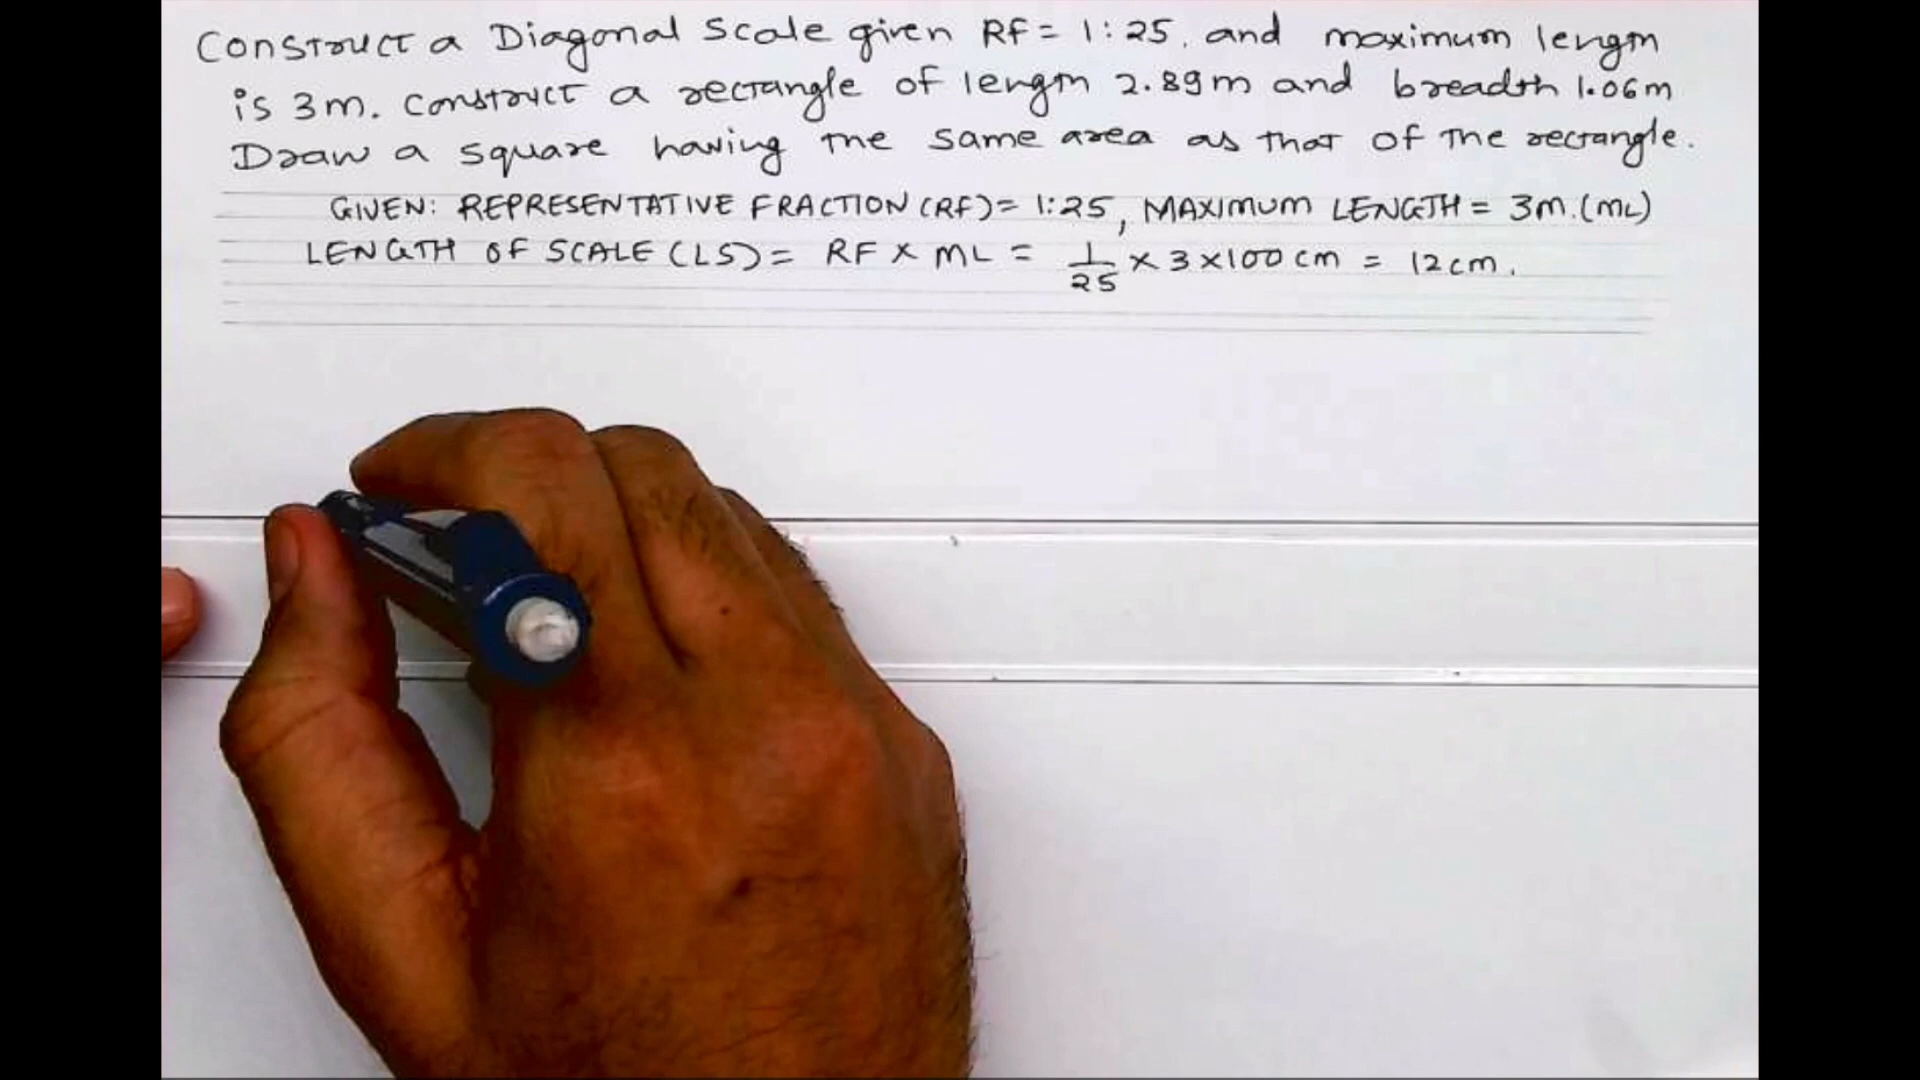 Construct a Diagonal Scale given RF = 1:25. and maximum length
is 3m. Construct a rectangle of length 2.89m and breadth 1.06m
Draw a square having the same area as that of the rectangle.
GIVEN: REPRESENTATIVE FRACTION (RF) = 1:25, MAXIMUM LENGTH = 3m. (ML)
LENGTH OF SCALE (LS) = RF × ML = 1/25 × 3 × 100 cm = 12 cm.